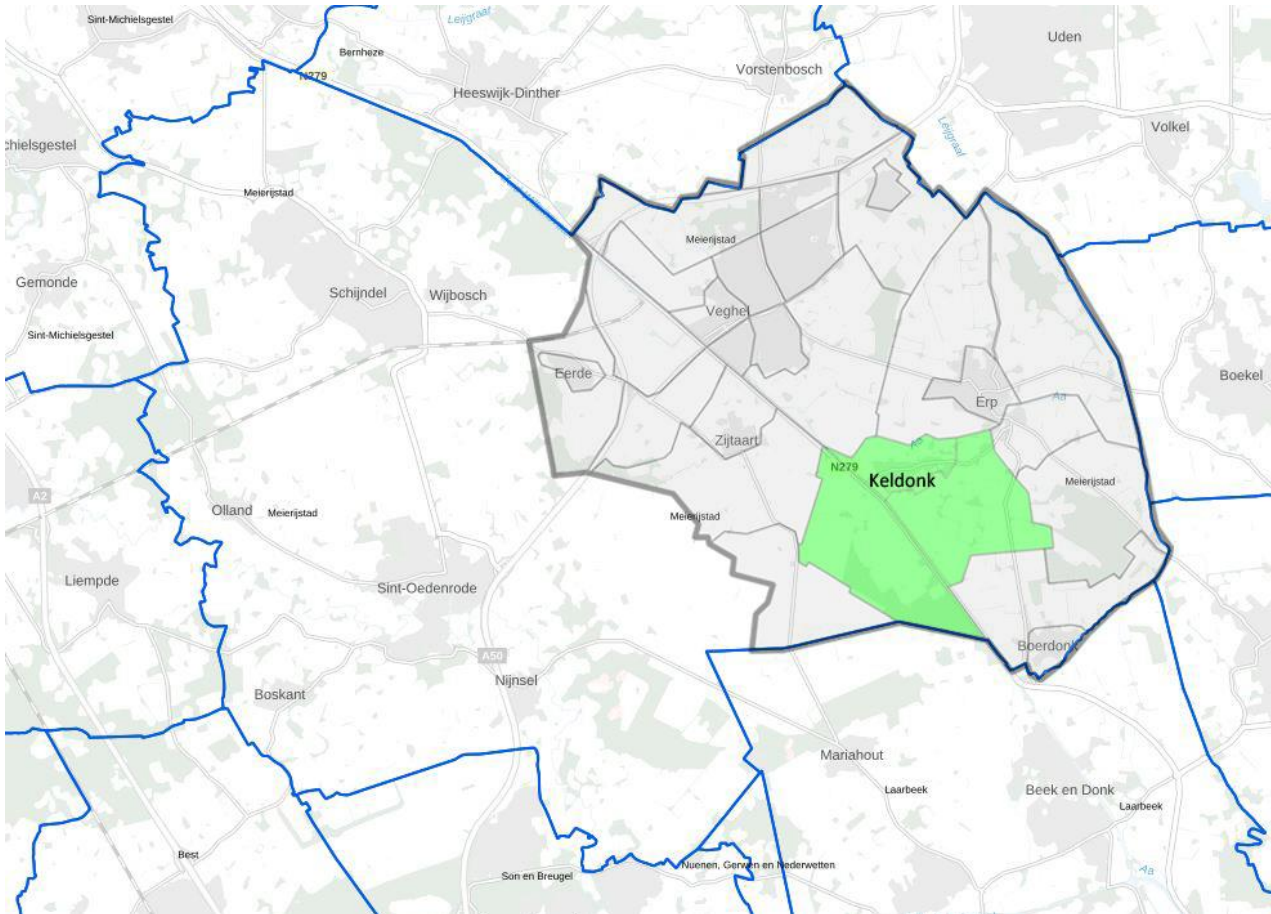 Sint-Michielsgestel
Leijgraaf
Bernheze
N279
Heeswijk-Dinther
Vorstenbosch
Uden
Volkel
Leijgraaf
chielsgestel
Meierijstad
Meierijstad
Gemonde
Schijndel
Wijbosch
Veghel
Sint-Michielsgestel
Eerde
Boekel
Erp
Aa
Zijtaart
Aa
N279
Keldonk
Meierijstad
A2
Olland
Meierijstad
Meierijstad
Liempde
Sint-Oedenrode
Boerdonk
A50
Nijnsel
Boskant
Mariahout
Laarbeek
Beek en Donk
Laarbeek
Best
Son en Breugel
Nuenen, Gerwen en Nederwetten
Aa